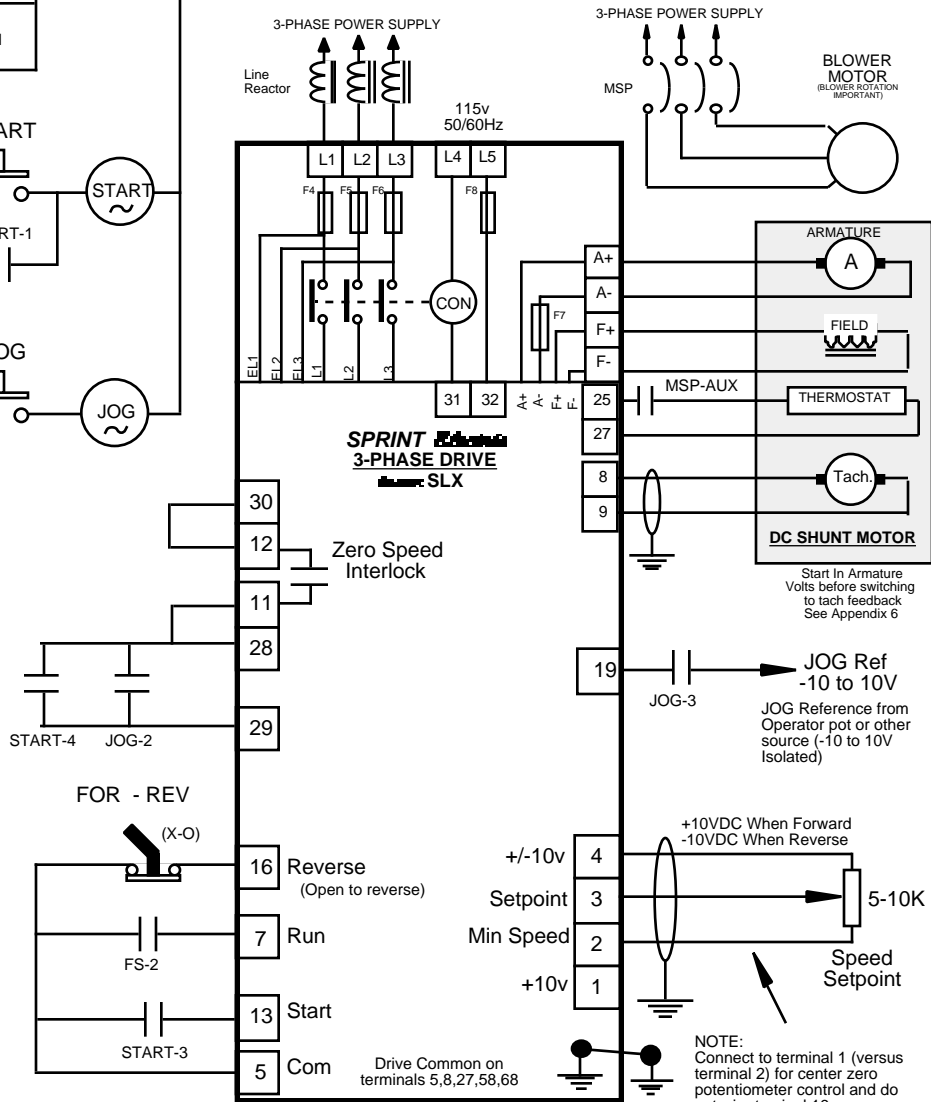 3-PHASE POWER SUPPLY
3-PHASE POWER SUPPLY
Line
Reactor
MSP
BLOWER
MOTOR
(BLOWER ROTATION
IMPORTANT)
115v
50/60Hz
L1 L2 L3 L4 L5
F4 F5 F6 F8
START
RT-1
JOG
CON
EL1 EL2 EL3 L1 L2 L3
F7
A+
A-
F+
F-
A+ A- F+ F-
31 32
25
27
8
9
ARMATURE
A
FIELD
MSP-AUX
THERMOSTAT
Tach.
DC SHUNT MOTOR
Start In Armature
Volts before switching
to tach feedback
See Appendix 6
SPRINT
3-PHASE DRIVE
SLX
30
12
11
28
29
Zero Speed
Interlock
START-4 JOG-2
19
JOG-3
JOG Ref
-10 to 10V
JOG Reference from
Operator pot or other
source (-10 to 10V
Isolated)
FOR - REV
(X-O)
16 Reverse
(Open to reverse)
7 Run
FS-2
13 Start
START-3
5 Com
Drive Common on
terminals 5,8,27,58,68
+/-10v 4
Setpoint 3
Min Speed 2
+10v 1
+10VDC When Forward
-10VDC When Reverse
5-10K
Speed
Setpoint
NOTE:
Connect to terminal 1 (versus
terminal 2) for center zero
potentiometer control and do